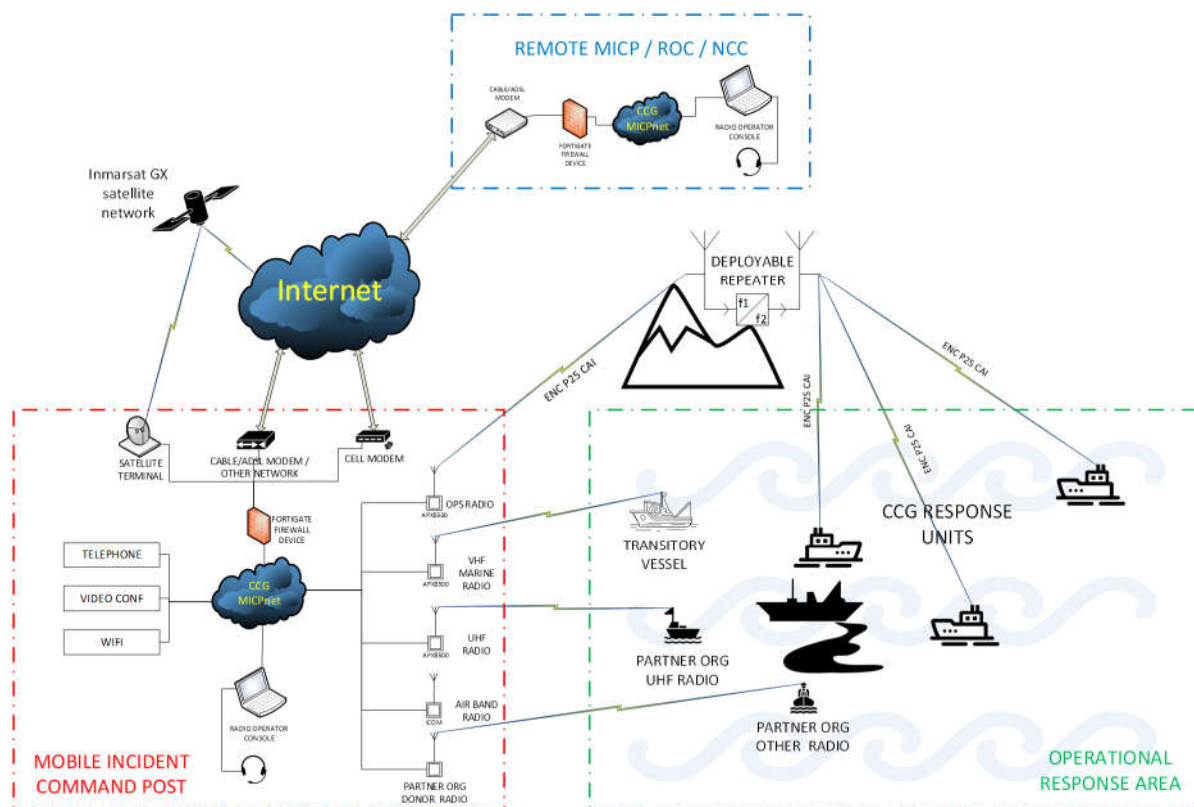 REMOTE MICP / ROC / NCC
CABLE/ADSL
MODEM
FORTIGATE
FIREWALL
DEVICE
CCG
MICPnet
RADIO OPERATOR
CONSOLE
Inmarsat GX
satellite
network
Internet
DEPLOYABLE
REPEATER
f1
f2
ENC P25 CAI
ENC P25 CAI
ENC P25 CAI
ENC P25 CAI
SATELLITE
TERMINAL
CABLE/ADSL MODEM /
OTHER NETWORK
CELL MODEM
FORTIGATE
FIREWALL
DEVICE
TELEPHONE
VIDEO CONF
WIFI
CCG
MICPnet
RADIO OPERATOR
CONSOLE
OPS RADIO
APX8500
VHF
MARINE
RADIO
APX8500
UHF
RADIO
APX8500
AIR BAND
RADIO
ICOM
PARTNER ORG
DONOR RADIO
MOBILE INCIDENT
COMMAND POST
TRANSITORY
VESSEL
CCG RESPONSE
UNITS
PARTNER ORG
UHF RADIO
PARTNER ORG
OTHER RADIO
OPERATIONAL
RESPONSE AREA